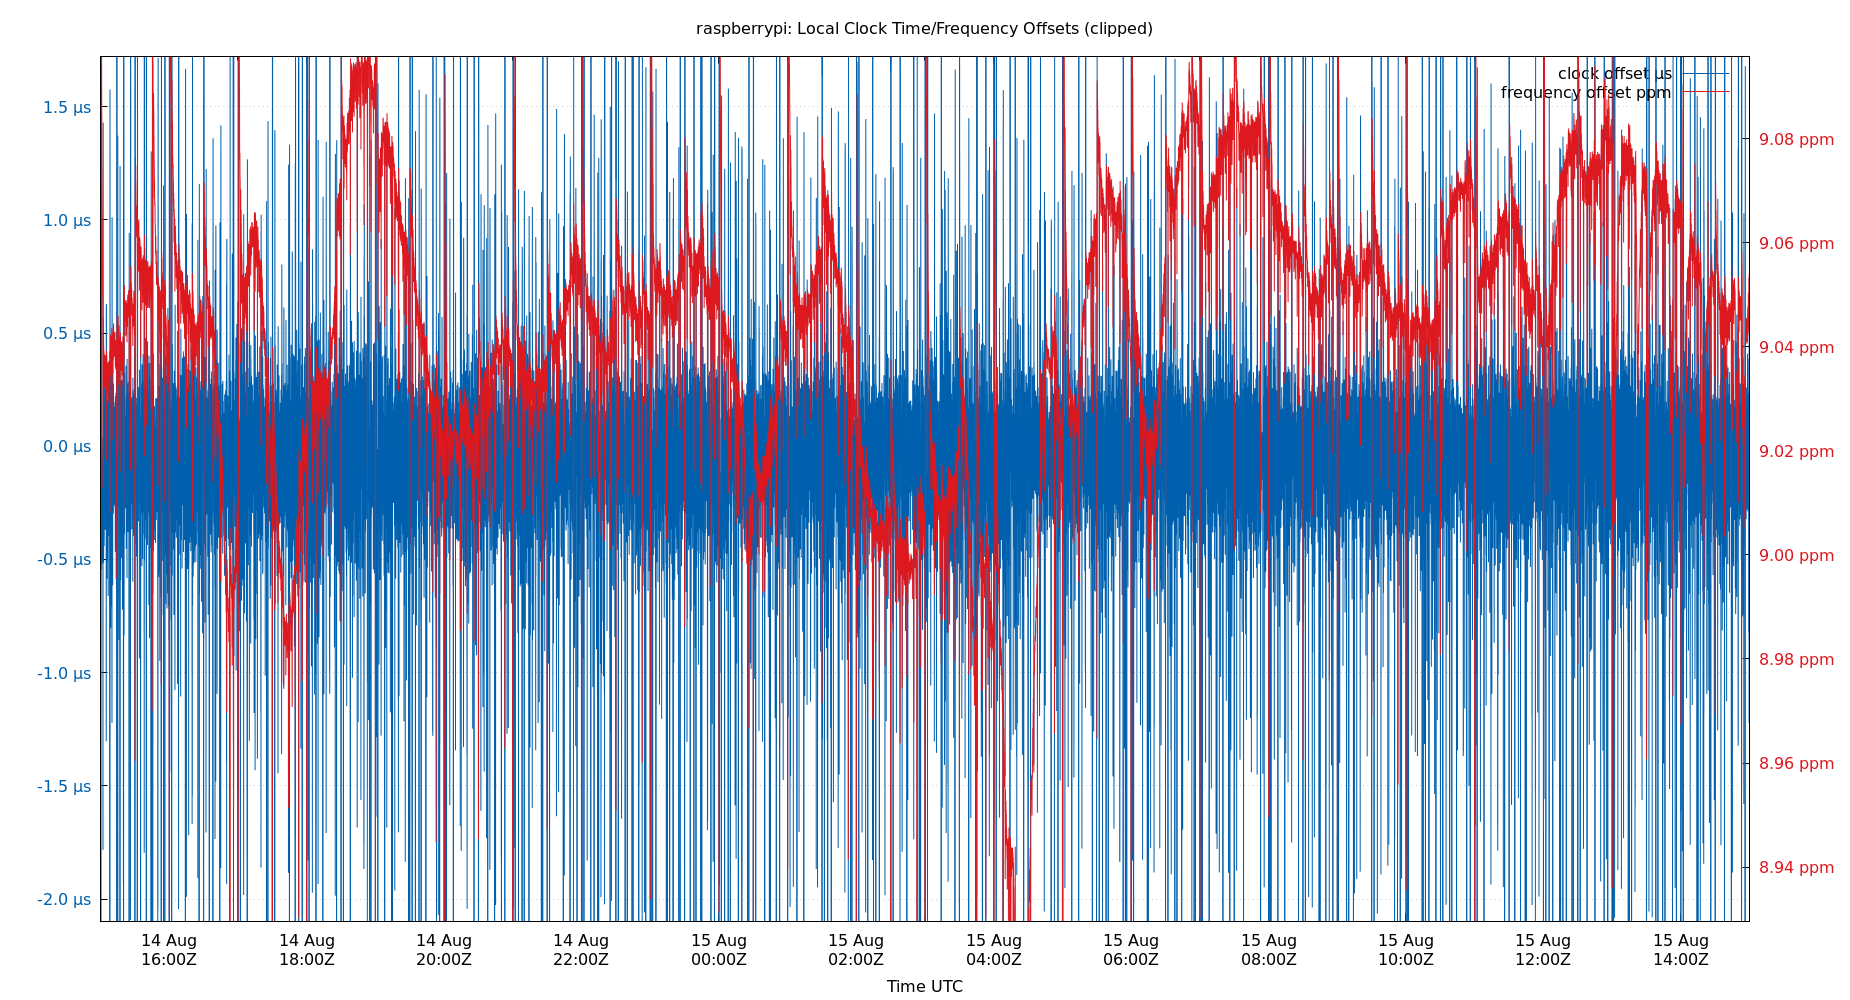 raspberrypi: Local Clock Time/Frequency Offsets (clipped)
clock offset µs
frequency offset ppm
1.5 µs
1.0 µs
0.5 µs
0.0 µs
-0.5 µs
-1.0 µs
-1.5 µs
-2.0 µs
9.08 ppm
9.06 ppm
9.04 ppm
9.02 ppm
9.00 ppm
8.98 ppm
8.96 ppm
8.94 ppm
14 Aug 14 Aug 14 Aug 14 Aug 15 Aug 15 Aug 15 Aug 15 Aug 15 Aug 15 Aug 15 Aug 15 Aug
16:00Z 18:00Z 20:00Z 22:00Z 00:00Z 02:00Z 04:00Z 06:00Z 08:00Z 10:00Z 12:00Z 14:00Z
Time UTC